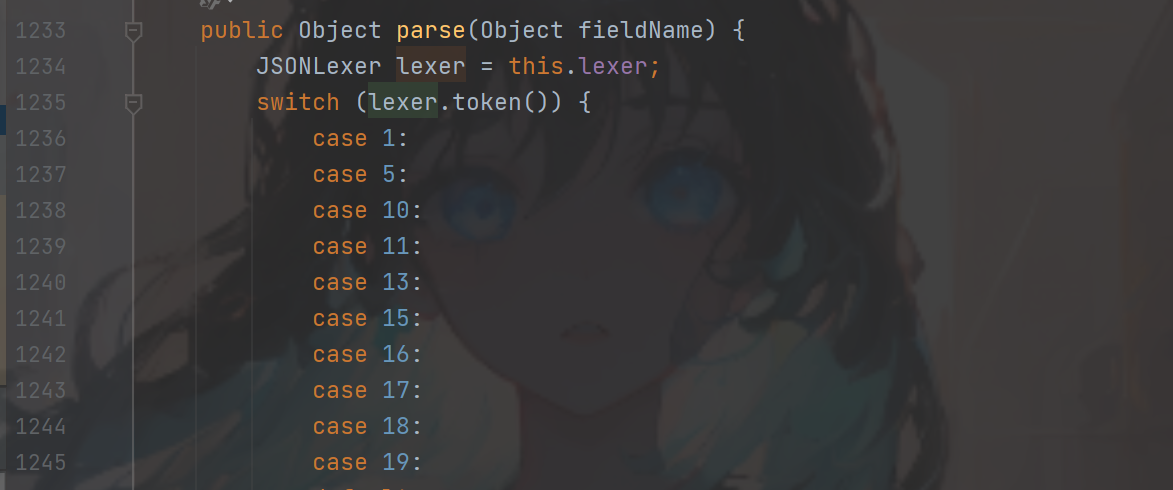 1233 public Object parse(Object fieldName) {
1234 JSONLexer lexer = this.lexer;
1235 switch (lexer.token()) {
1236 case 1:
1237 case 5:
1238 case 10:
1239 case 11:
1240 case 13:
1241 case 15:
1242 case 16:
1243 case 17:
1244 case 18:
1245 case 19: